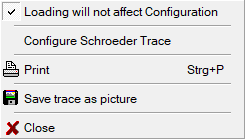 Loading will not affect Configuration
Configure Schroeder Trace
Print Strg+P
Save trace as picture
Close